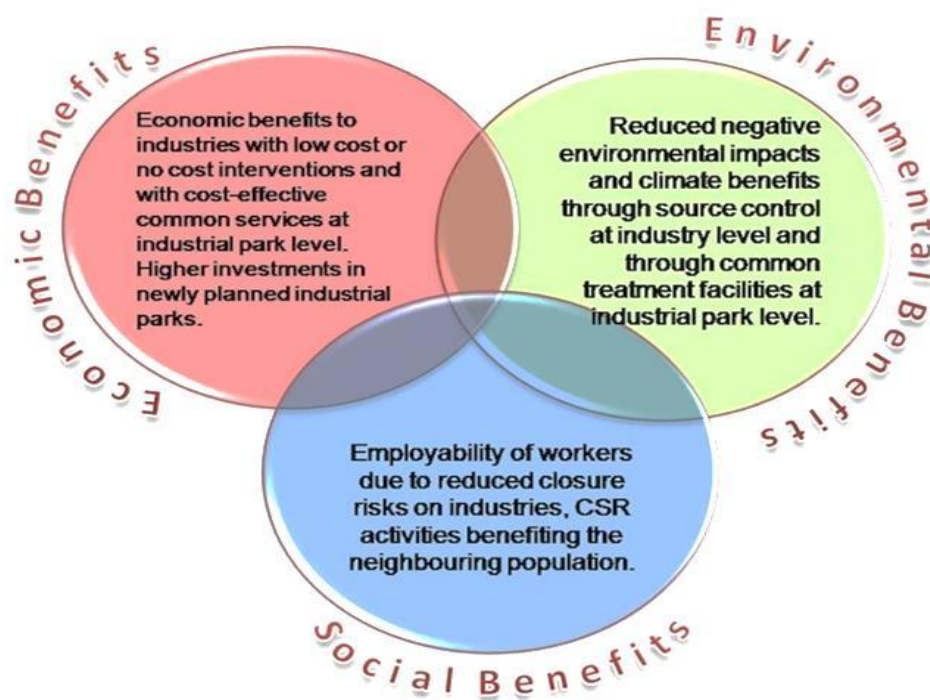 Economic Benefits
Economic benefits to
industries with low cost or
no cost interventions and
with cost-effective
common services at
industrial park level.
Higher investments in
newly planned industrial
parks.
Environmental Benefits
Reduced negative
environmental impacts
and climate benefits
through source control
at industry level and
through common
treatment facilities at
industrial park level.
Employability of workers
due to reduced closure
risks on industries, CSR
activities benefiting the
neighbouring population.
Social Benefits